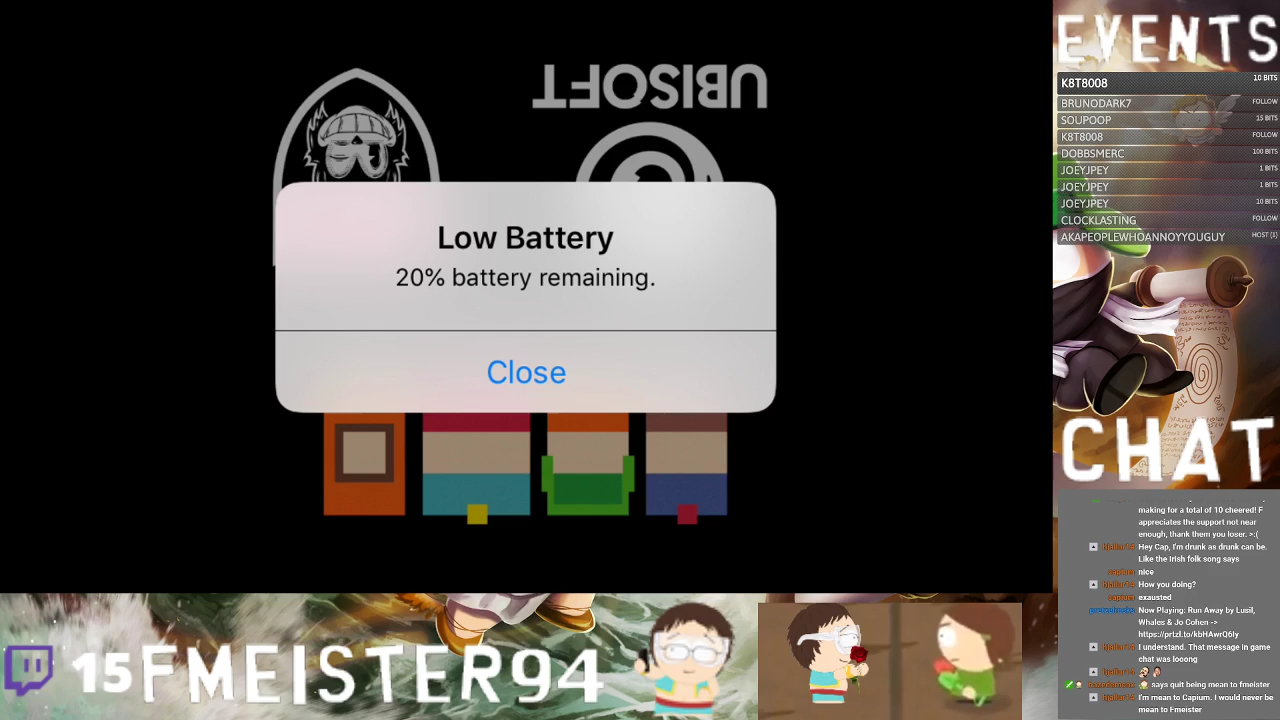 UBISOFT
Low Battery
20% battery remaining.
Close
EVENTS
K8T8008 10 BITS
BRUNODARK7 FOLLOW
SOUPOOP 15 BITS
K8T8008 FOLLOW
DOBBSMERC 100 BITS
JOEYJPEY 1 BITS
JOEYJPEY 1 BITS
JOEYJPEY 10 BITS
CLOCKLASTING FOLLOW
AKAPEOPLEWHOANNOYYOUGUY HOST (3)
CHAT
making for a total of 10 cheered! F
appreciates the support not near
enough, thank them you loser. >:(
Hey Cap, I'm drunk as drunk can be.
Like the Irish folk song says
capium nice
How you doing?
capium exausted
Now Playing: Run Away by Lusil,
Whales & Jo Cohen ->
https://prtzl.to/kbHAwrQ6Iy
I understand. That message in game
chat was looong
says quit being mean to fmeister
I'm mean to Capium. I would never be
mean to Fmeister
15FMEISTER94